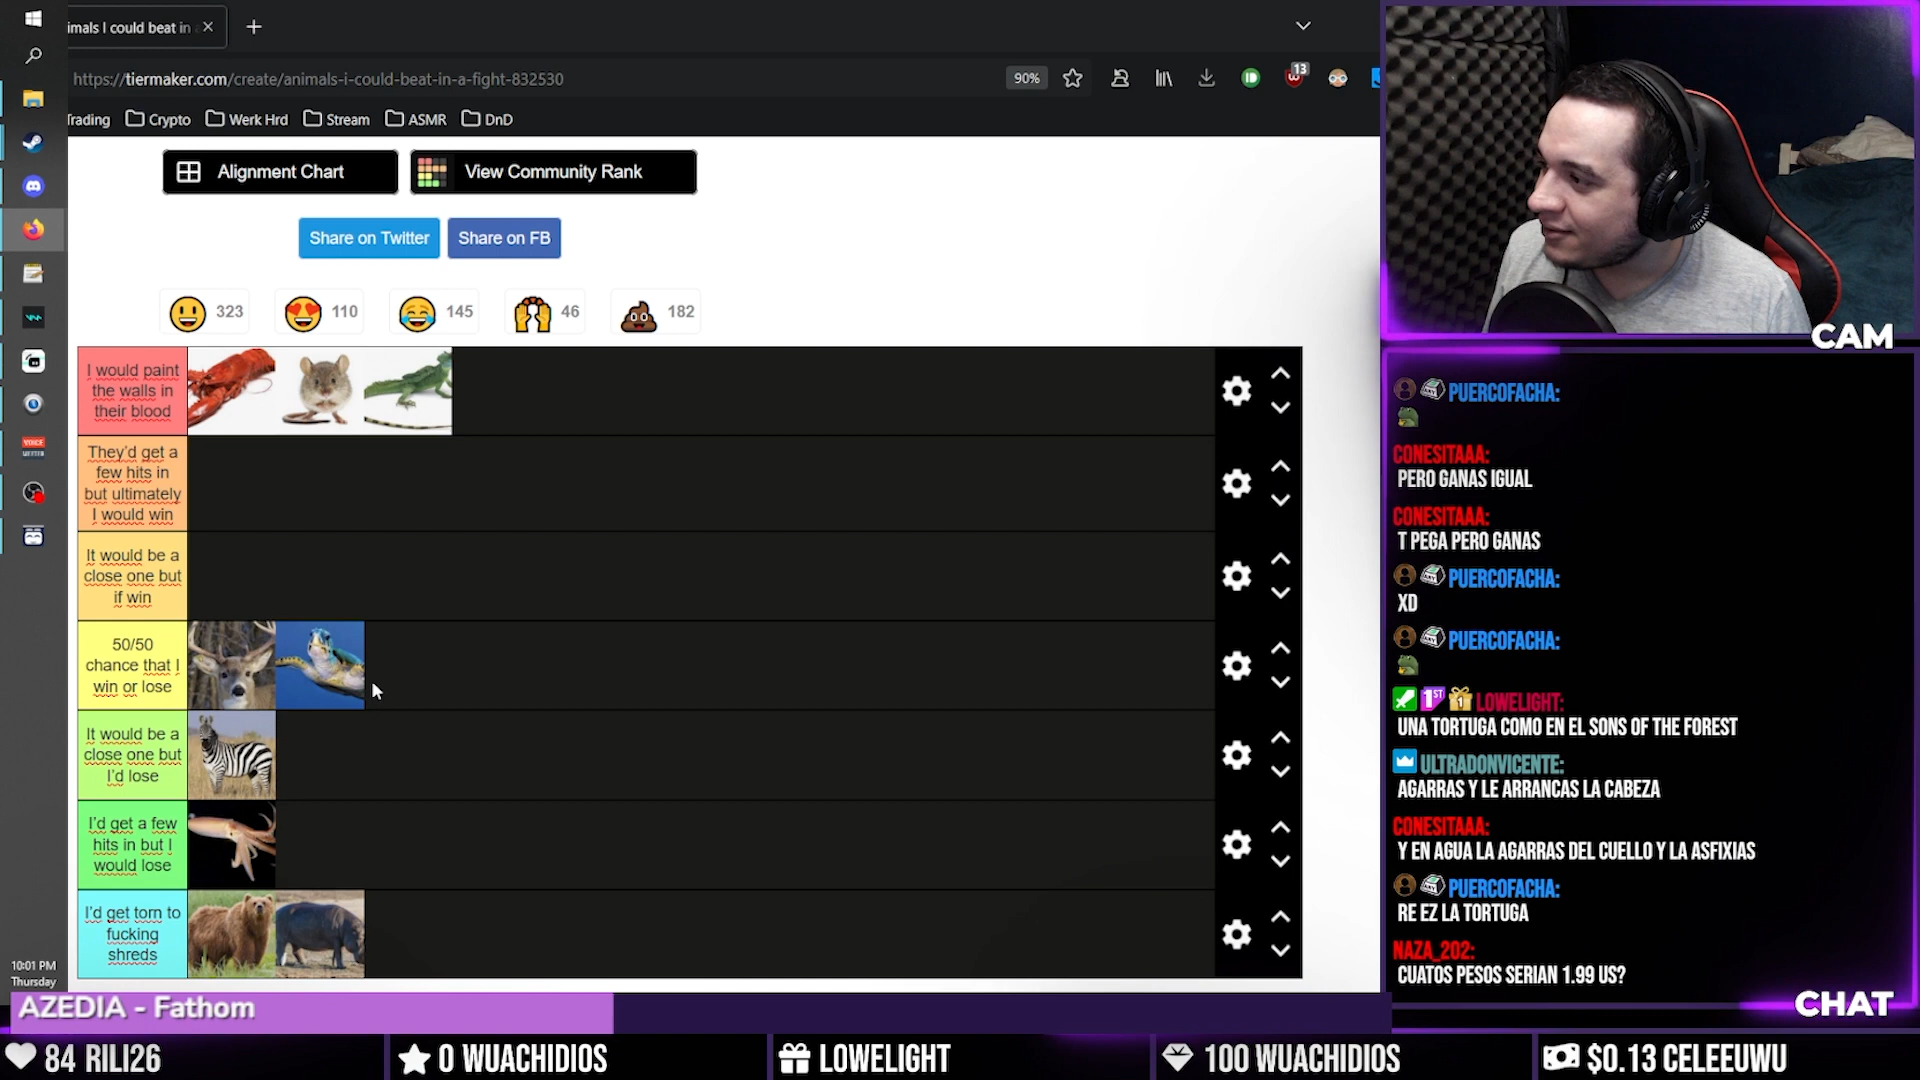 imals I could beat in
https://tiermaker.com/create/animals-i-could-beat-in-a-fight-832530
90%
13
Trading
Crypto
Werk Hrd
Stream
ASMR
DnD
Alignment Chart
View Community Rank
Share on Twitter
Share on FB
323
110
145
46
182
I would paint
the walls in
their blood
They'd get a
few hits in
but ultimately
I would win
It would be a
close one but
if win
50/50
chance that I
win or lose
It would be a
close one but
I'd lose
I'd get a few
hits in but I
would lose
I'd get torn to
fucking
shreds
10:01 PM
Thursday
CAM
PUERCOFACHA:
CONESITAAA:
PERO GANAS IGUAL
CONESITAAA:
T PEGA PERO GANAS
PUERCOFACHA:
XD
PUERCOFACHA:
1ST
1
LOWELIGHT:
UNA TORTUGA COMO EN EL SONS OF THE FOREST
ULTRADONVICENTE:
AGARRAS Y LE ARRANCAS LA CABEZA
CONESITAAA:
Y EN AGUA LA AGARRAS DEL CUELLO Y LA ASFIXIAS
PUERCOFACHA:
RE EZ LA TORTUGA
NAZA_202:
CUATOS PESOS SERIAN 1.99 US?
CHAT
AZEDIA - Fathom
84 RILI26
0 WUACHIDIOS
LOWELIGHT
100 WUACHIDIOS
$0.13 CELEEUWU